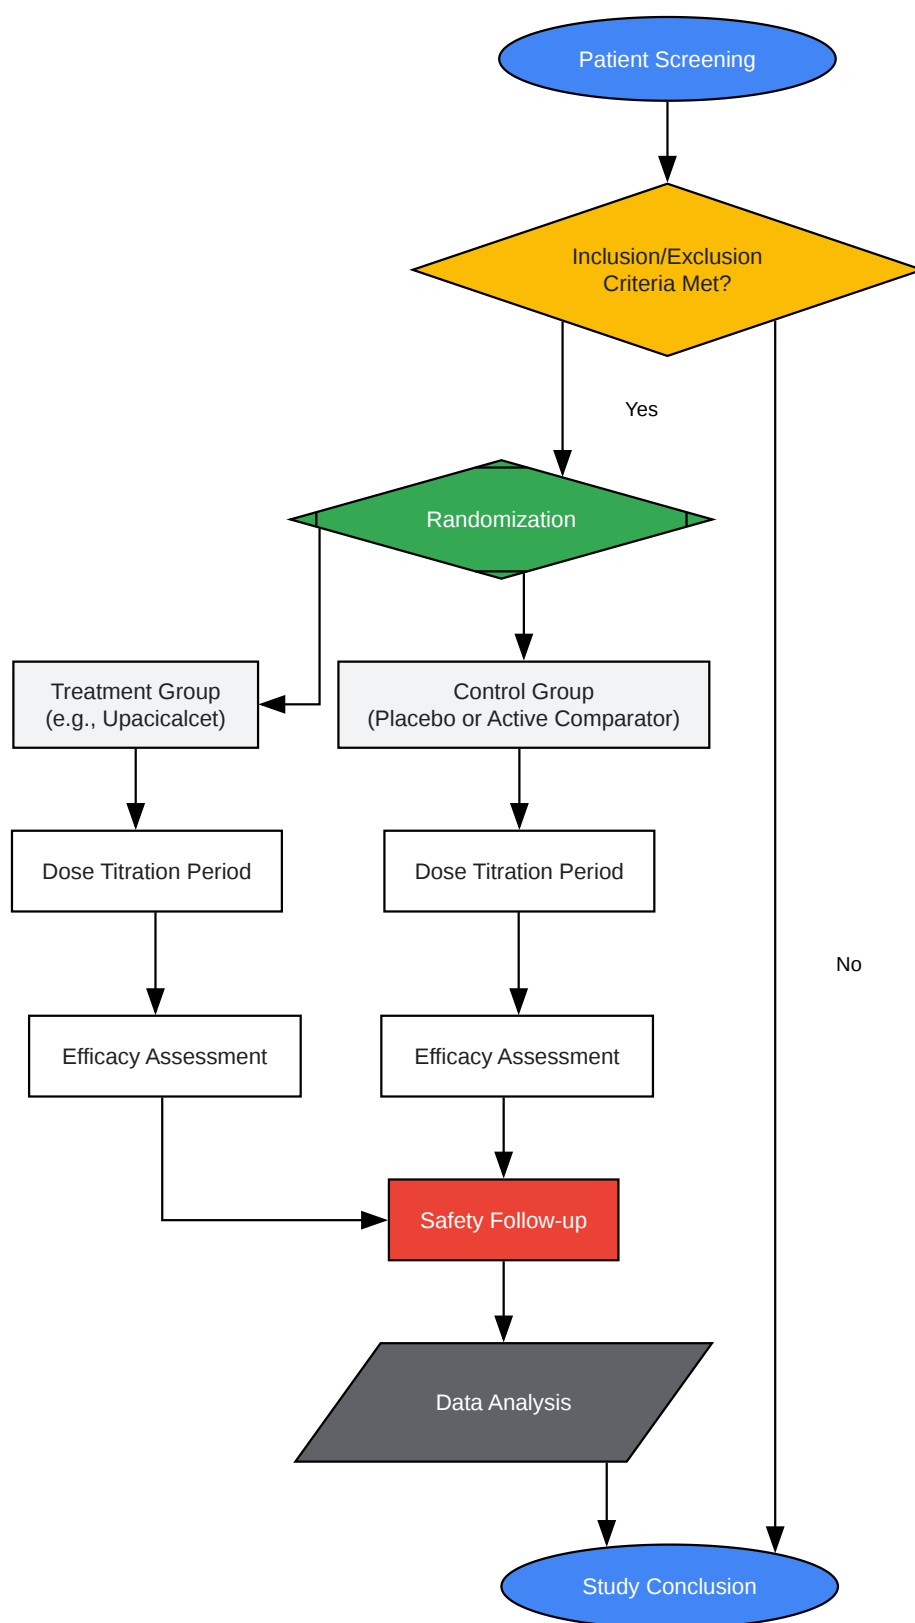 Patient Screening
Inclusion/Exclusion
Criteria Met?
Yes
Randomization
Treatment Group
(e.g., Upacicalcet)
Control Group
(Placebo or Active Comparator)
Dose Titration Period
Dose Titration Period
No
Efficacy Assessment
Efficacy Assessment
Safety Follow-up
Data Analysis
Study Conclusion